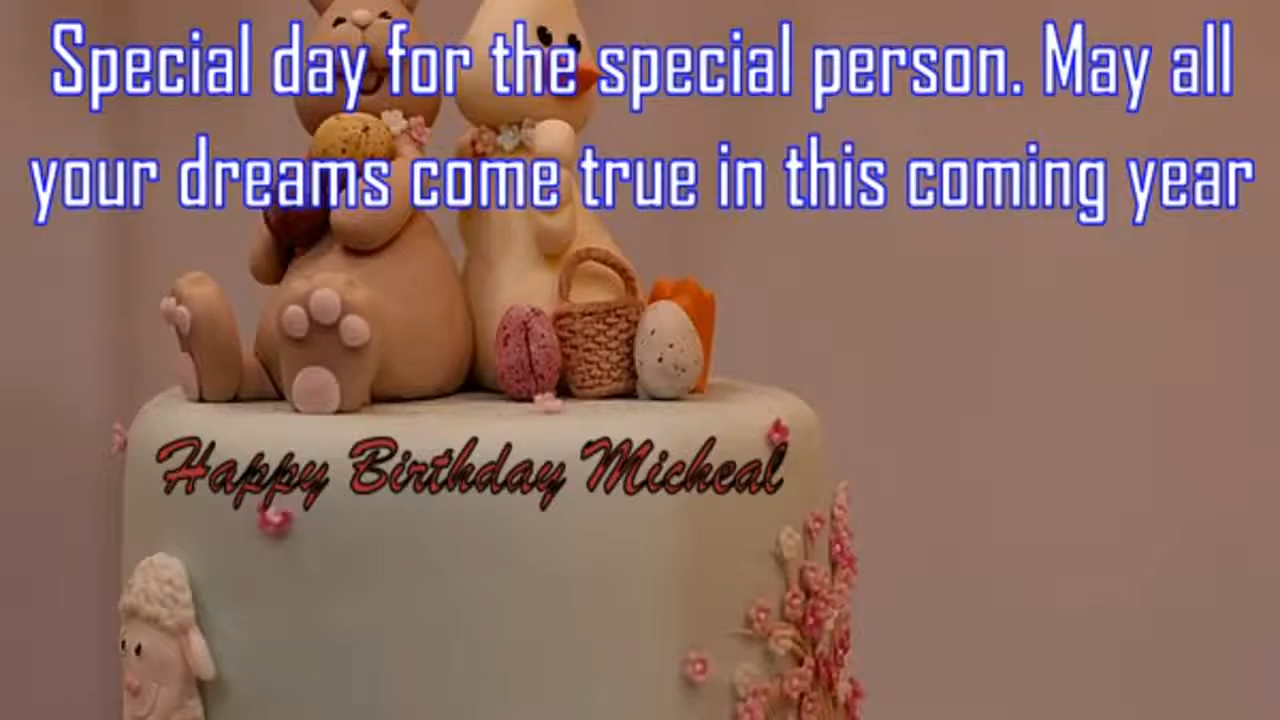 Special day for the special person. May all
your dreams come true in this coming year
Happy Birthday Micheal